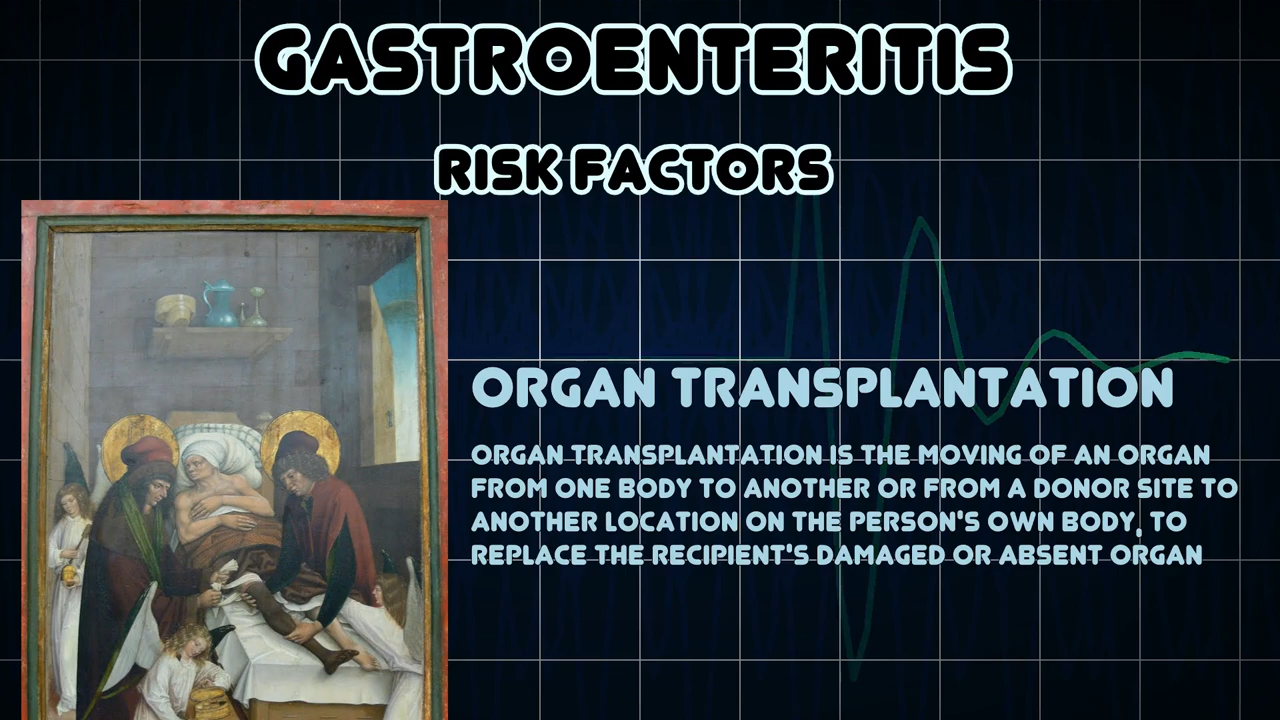 GASTROENTERITIS
RISK FACTORS
ORGAN TRANSPLANTATION
ORGAN TRANSPLANTATION IS THE MOVING OF AN ORGAN
FROM ONE BODY TO ANOTHER OR FROM A DONOR SITE TO
ANOTHER LOCATION ON THE PERSON'S OWN BODY, TO
REPLACE THE RECIPIENT'S DAMAGED OR ABSENT ORGAN